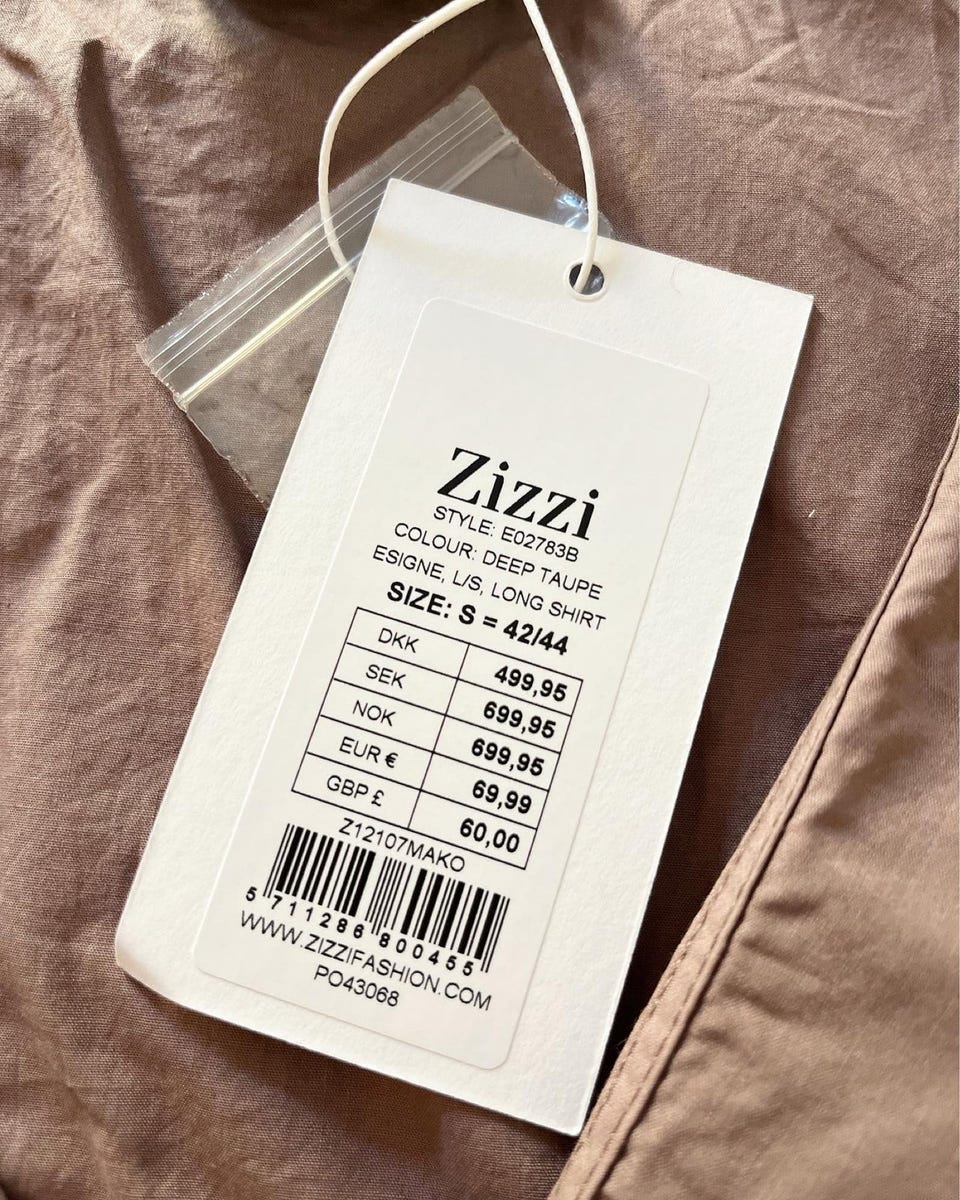 Zizzi
STYLE: E02783B
COLOUR: DEEP TAUPE
ESIGNE, L/S, LONG SHIRT
SIZE: S = 42/44
DKK 499,95
SEK 699,95
NOK 699,95
EUR € 69,99
GBP £ 60,00
Z12107MAKO
5 711286 800455
WWW.ZIZZIFASHION.COM
PO43068